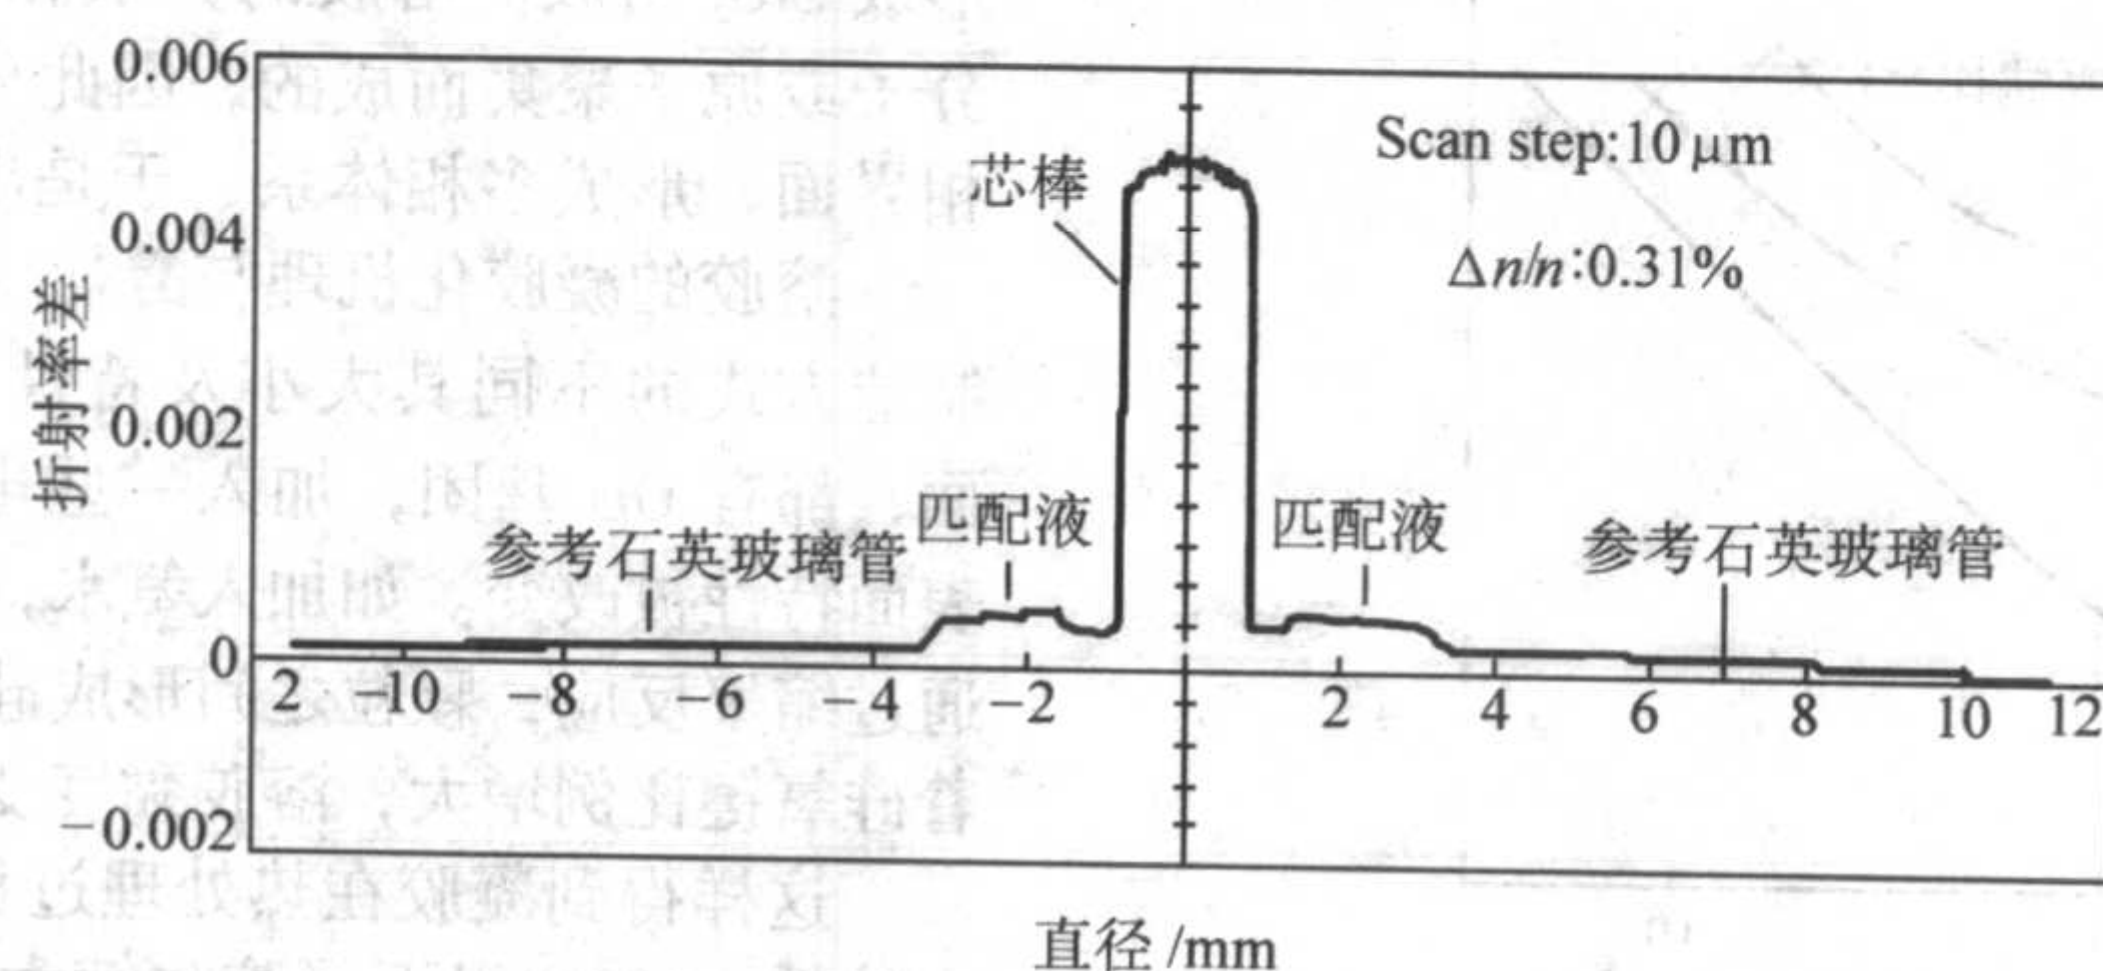 0.006
0.004
0.002
0
-0.002
折射率差
芯棒
Scan step:10 μm
Δn/n:0.31%
参考石英玻璃管
匹配液
匹配液
参考石英玻璃管
2 -10 -8 -6 -4 -2 2 4 6 8 10 12
直径 /mm